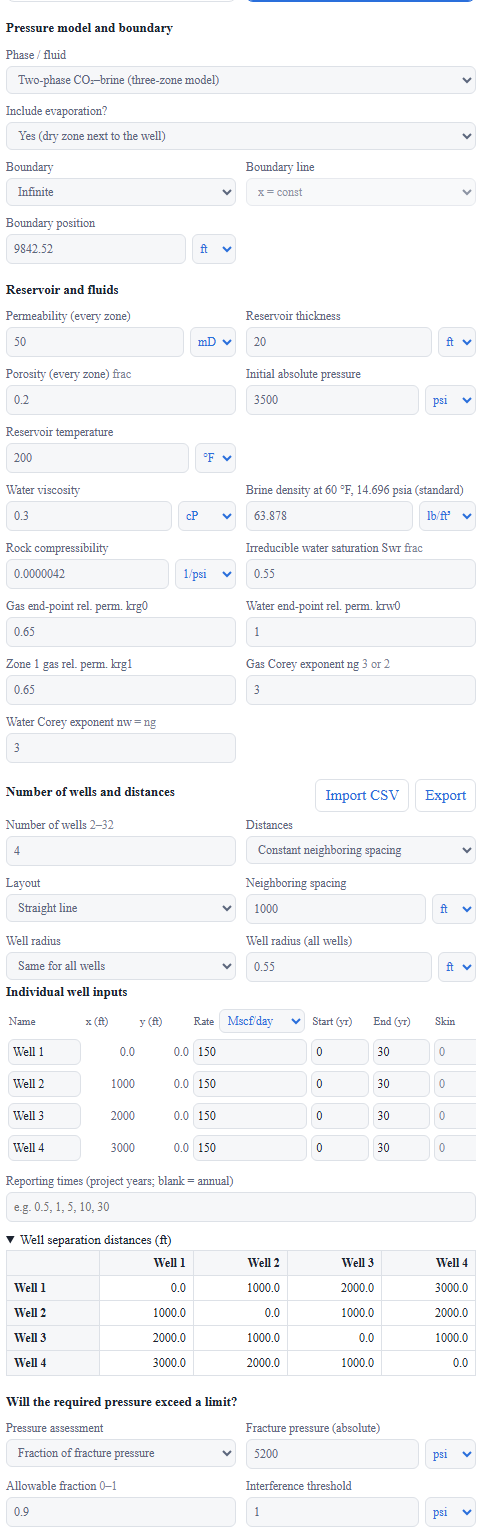 Pressure model and boundary
Phase / fluid
Two-phase CO₂–brine (three-zone model)
Include evaporation?
Yes (dry zone next to the well)
Boundary Boundary line
Infinite x = const
Boundary position
9842.52 ft
Reservoir and fluids
Permeability (every zone) Reservoir thickness
50 mD 20 ft
Porosity (every zone) frac Initial absolute pressure
0.2 3500 psi
Reservoir temperature
200 °F
Water viscosity Brine density at 60 °F, 14.696 psia (standard)
0.3 cP 63.878 lb/ft³
Rock compressibility Irreducible water saturation Swr frac
0.0000042 1/psi 0.55
Gas end-point rel. perm. krg0 Water end-point rel. perm. krw0
0.65 1
Zone 1 gas rel. perm. krg1 Gas Corey exponent ng 3 or 2
0.65 3
Water Corey exponent nw = ng
3
Number of wells and distances Import CSV Export
Number of wells 2–32 Distances
4 Constant neighboring spacing
Layout Neighboring spacing
Straight line 1000 ft
Well radius Well radius (all wells)
Same for all wells 0.55 ft
Individual well inputs
Name x (ft) y (ft) Rate Mscf/day Start (yr) End (yr) Skin
Well 1 0.0 0.0 150 0 30 0
Well 2 1000 0.0 150 0 30 0
Well 3 2000 0.0 150 0 30 0
Well 4 3000 0.0 150 0 30 0
Reporting times (project years; blank = annual)
e.g. 0.5, 1, 5, 10, 30
▼ Well separation distances (ft)
Well 1 Well 2 Well 3 Well 4
Well 1 0.0 1000.0 2000.0 3000.0
Well 2 1000.0 0.0 1000.0 2000.0
Well 3 2000.0 1000.0 0.0 1000.0
Well 4 3000.0 2000.0 1000.0 0.0
Will the required pressure exceed a limit?
Pressure assessment Fracture pressure (absolute)
Fraction of fracture pressure 5200 psi
Allowable fraction 0–1 Interference threshold
0.9 1 psi